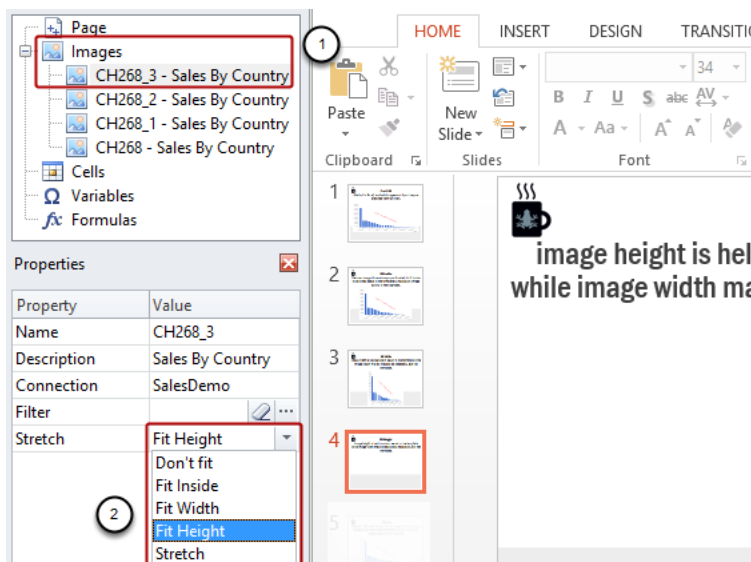 Page
Images
CH268_3 - Sales By Country
CH268_2 - Sales By Country
CH268_1 - Sales By Country
CH268 - Sales By Country
Cells
Ω Variables
fx Formulas
Properties
Property Value
Name CH268_3
Description Sales By Country
Connection SalesDemo
Filter ...
Stretch Fit Height
Don't fit
Fit Inside
Fit Width
Fit Height
Stretch
1
2
HOME INSERT DESIGN TRANSITIO
Paste
New
Slide
34
B I U S abc AV
A Aa A A
Clipboard Slides Font
1
2
3
4
5
image height is hel
while image width ma